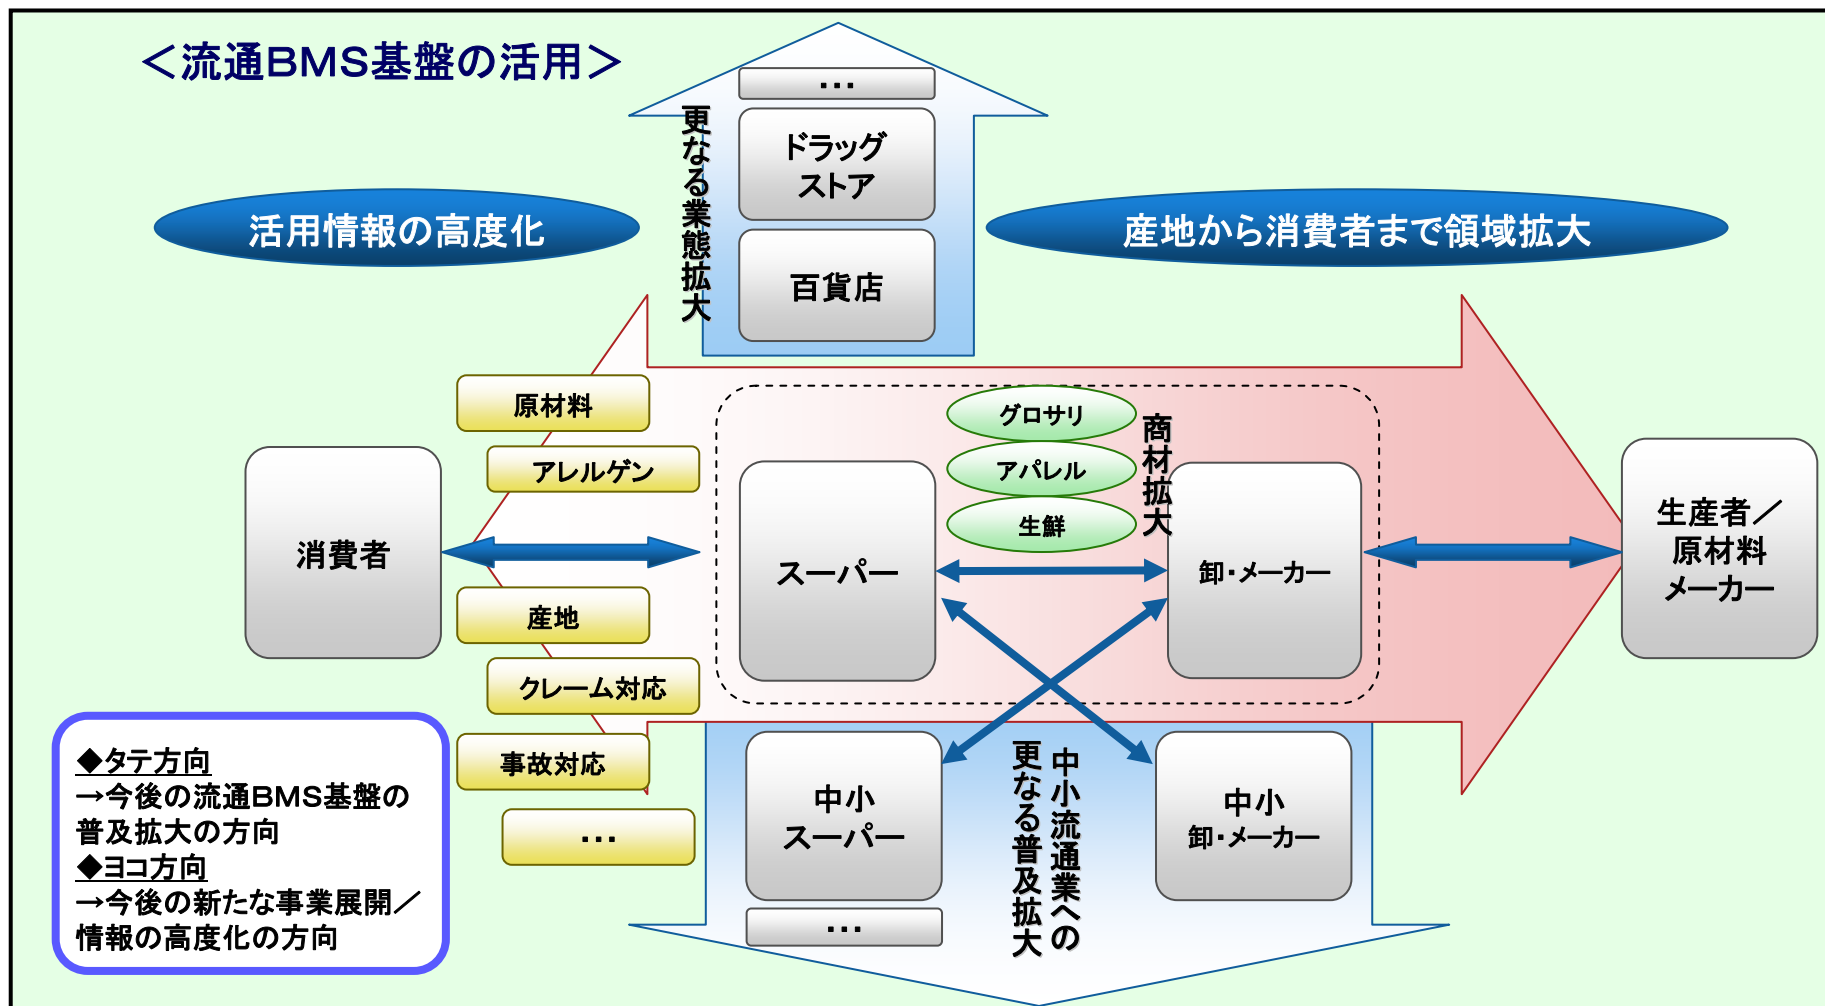 ＜流通ＢＭＳ基盤の活用＞
・・・
ドラッグ
ストア
百貨店
更なる業態拡大
活用情報の高度化
産地から消費者まで領域拡大
原材料
アレルゲン
消費者
産地
クレーム対応
事故対応
・・・
グロサリ
アパレル
生鮮
商材拡大
スーパー
卸・メーカー
生産者／
原材料
メーカー
中小
スーパー
・・・
中小流通業への
更なる普及拡大
中小
卸・メーカー
◆タテ方向
→今後の流通ＢＭＳ基盤の
普及拡大の方向
◆ヨコ方向
→今後の新たな事業展開／
情報の高度化の方向